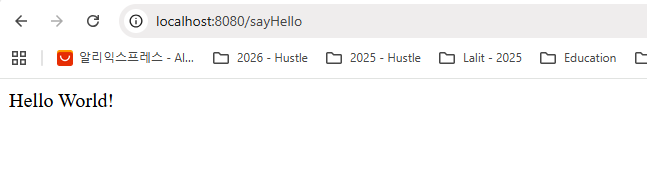 localhost:8080/sayHello
알리익스프레스 - Al... 2026 - Hustle 2025 - Hustle Lalit - 2025 Education
Hello World!